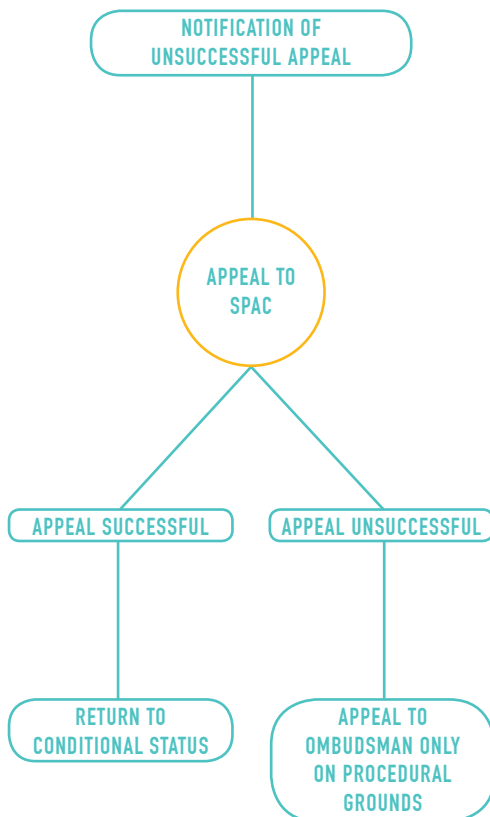 NOTIFICATION OF
UNSUCCESSFUL APPEAL
APPEAL TO
SPAC
APPEAL SUCCESSFUL
APPEAL UNSUCCESSFUL
RETURN TO
CONDITIONAL STATUS
APPEAL TO
OMBUDSMAN ONLY
ON PROCEDURAL
GROUNDS